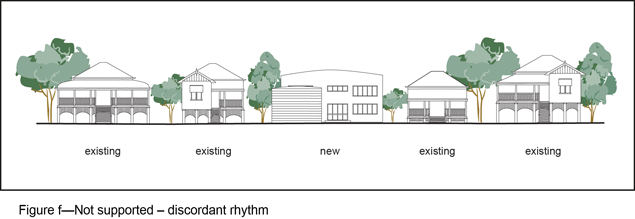 existing existing new existing existing
Figure f—Not supported – discordant rhythm